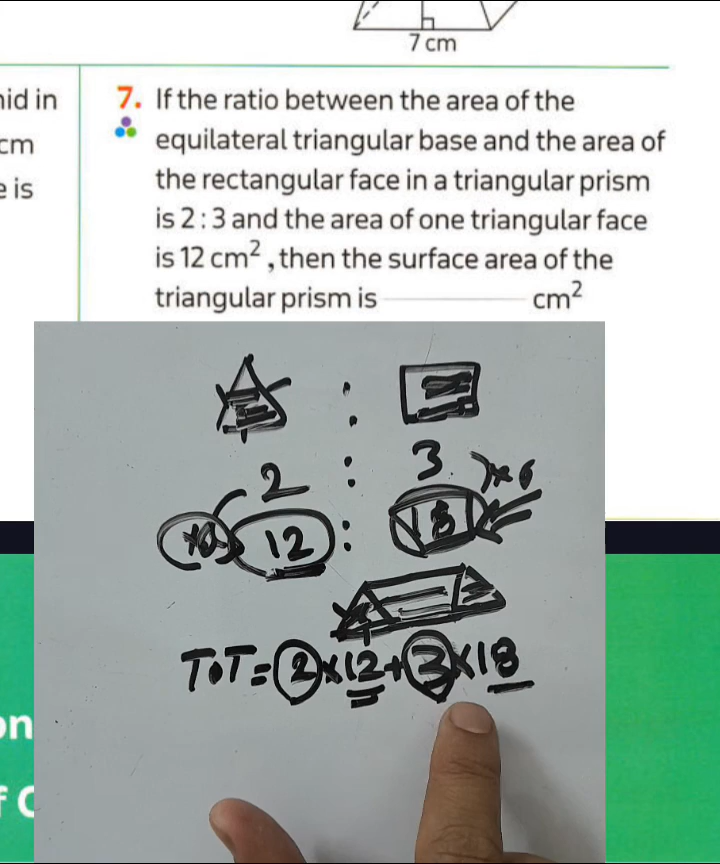 7 cm
nid in
cm
e is
7. If the ratio between the area of the
equilateral triangular base and the area of
the rectangular face in a triangular prism
is 2 : 3 and the area of one triangular face
is 12 cm² , then the surface area of the
triangular prism is cm²
:
2 : 3 )×6
12 : 18
T.T = 2 × 12 + 3 × 18
on
f C